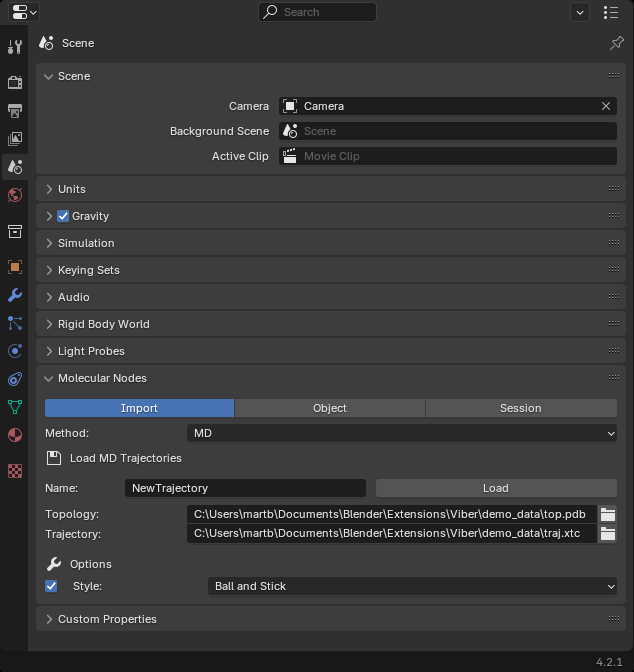 Search
Scene
Scene
Camera Camera
Background Scene Scene
Active Clip Movie Clip
Units
Gravity
Simulation
Keying Sets
Audio
Rigid Body World
Light Probes
Molecular Nodes
Import Object Session
Method: MD
Load MD Trajectories
Name: NewTrajectory Load
Topology: C:\Users\martb\Documents\Blender\Extensions\Viber\demo_data\top.pdb
Trajectory: C:\Users\martb\Documents\Blender\Extensions\Viber\demo_data\traj.xtc
Options
Style: Ball and Stick
Custom Properties
4.2.1